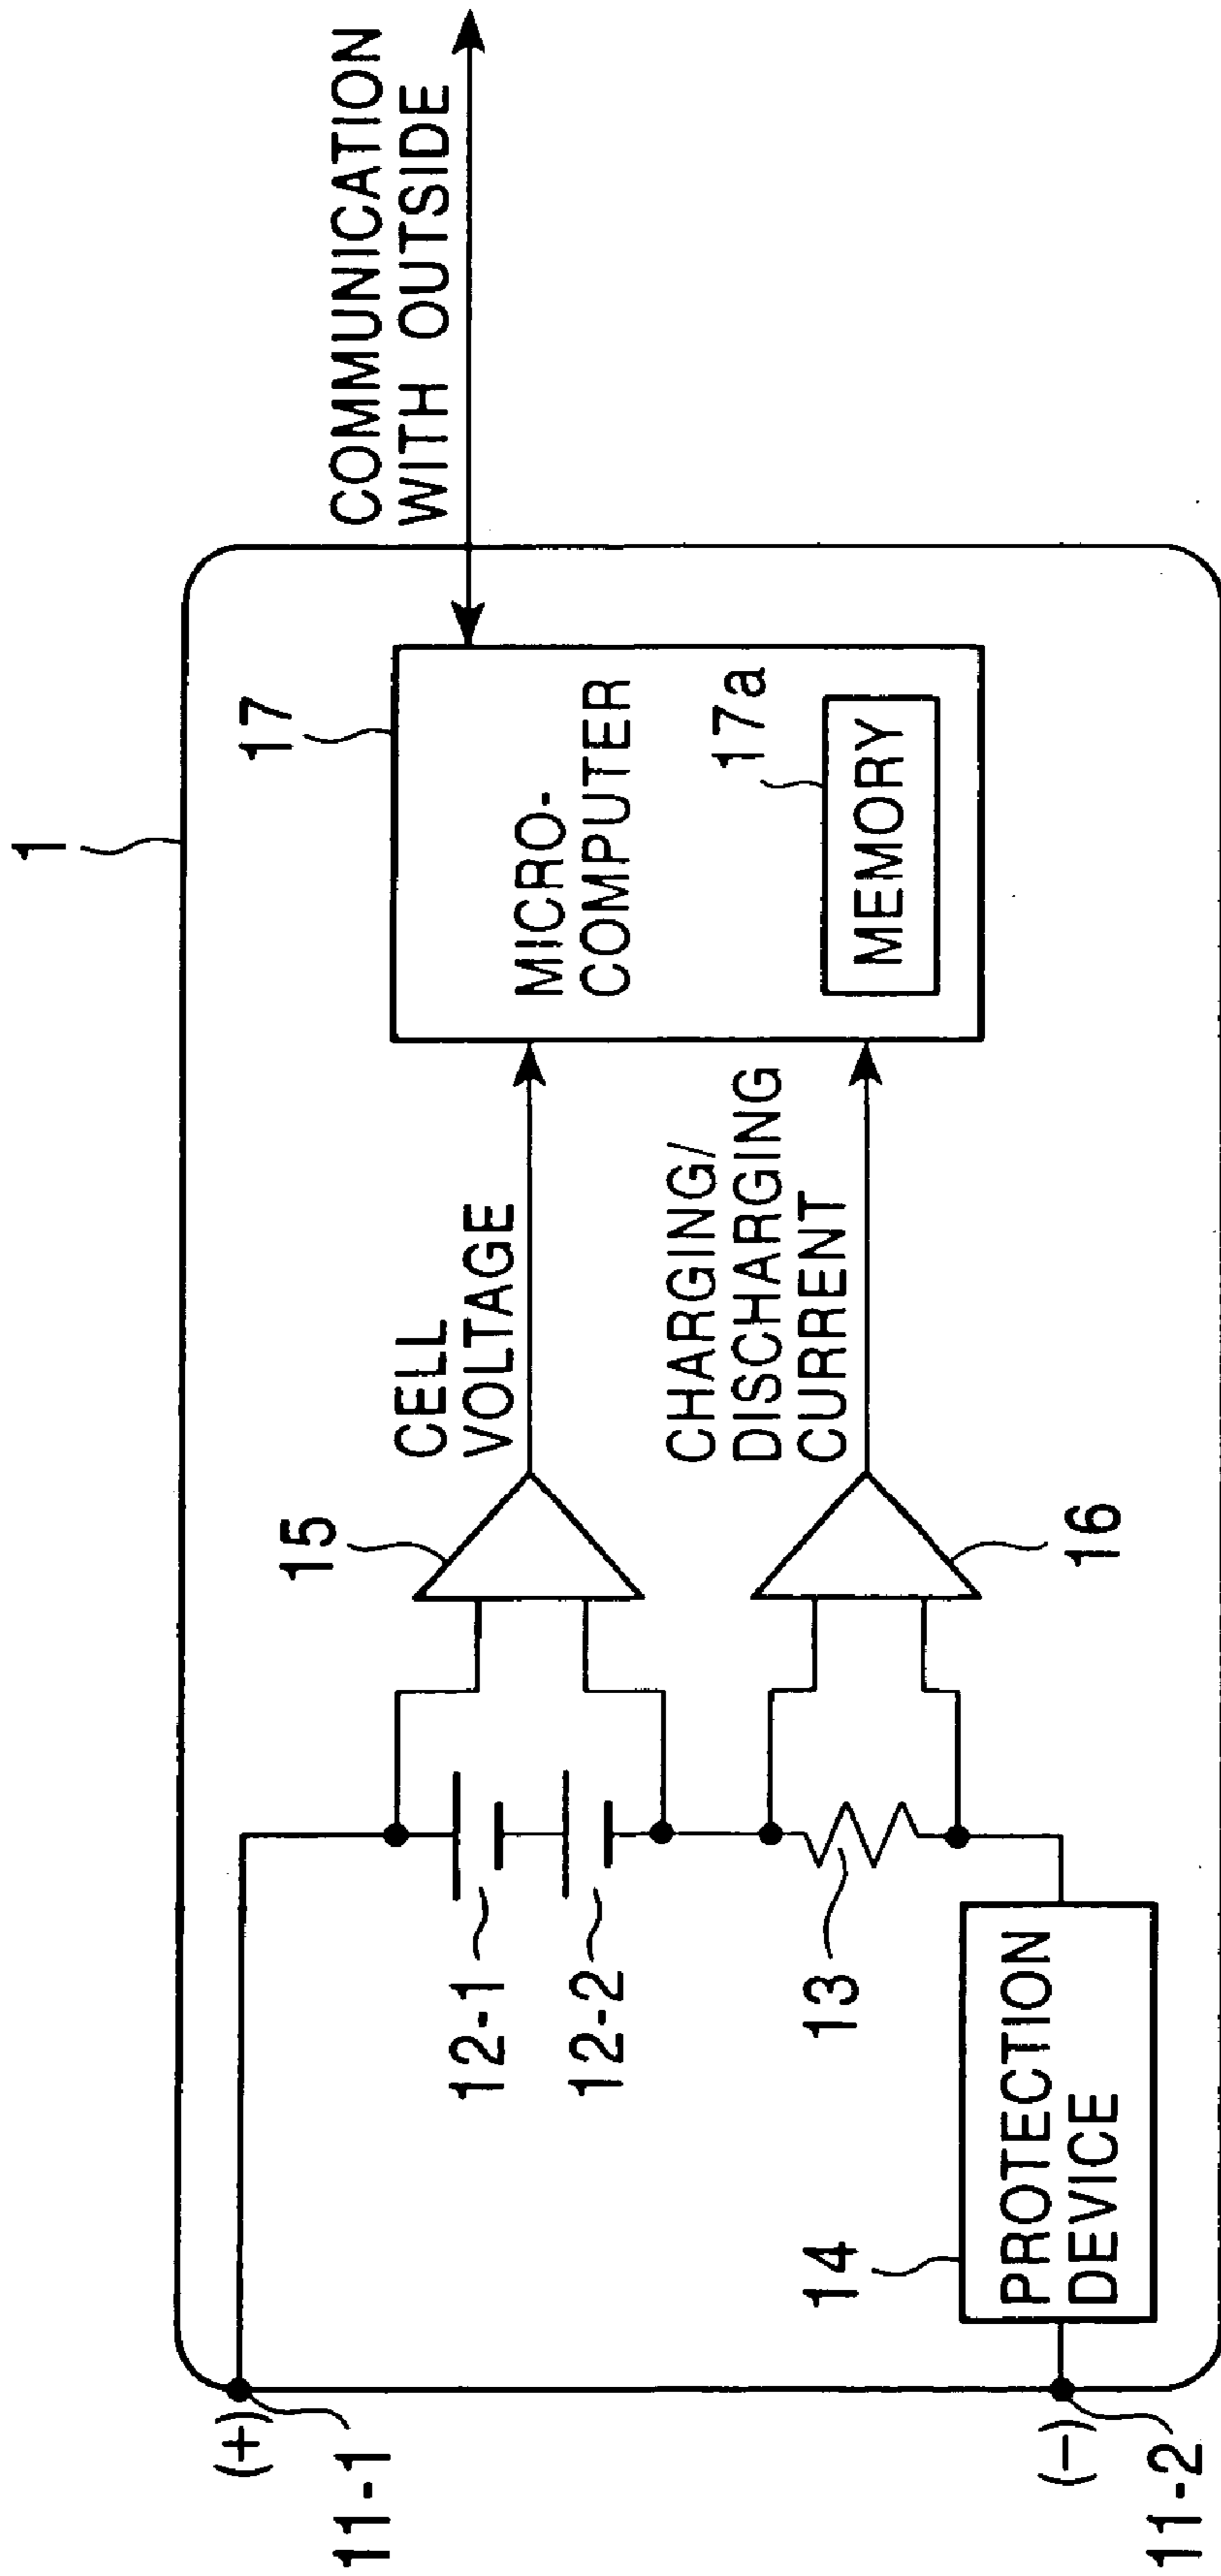 1
COMMUNICATION
WITH OUTSIDE
17
MICRO-
COMPUTER
17a
MEMORY
15
CELL
VOLTAGE
CHARGING/
DISCHARGING
CURRENT
16
(+)
11-1
12-1
12-2
13
14
PROTECTION
DEVICE
(−)
11-2